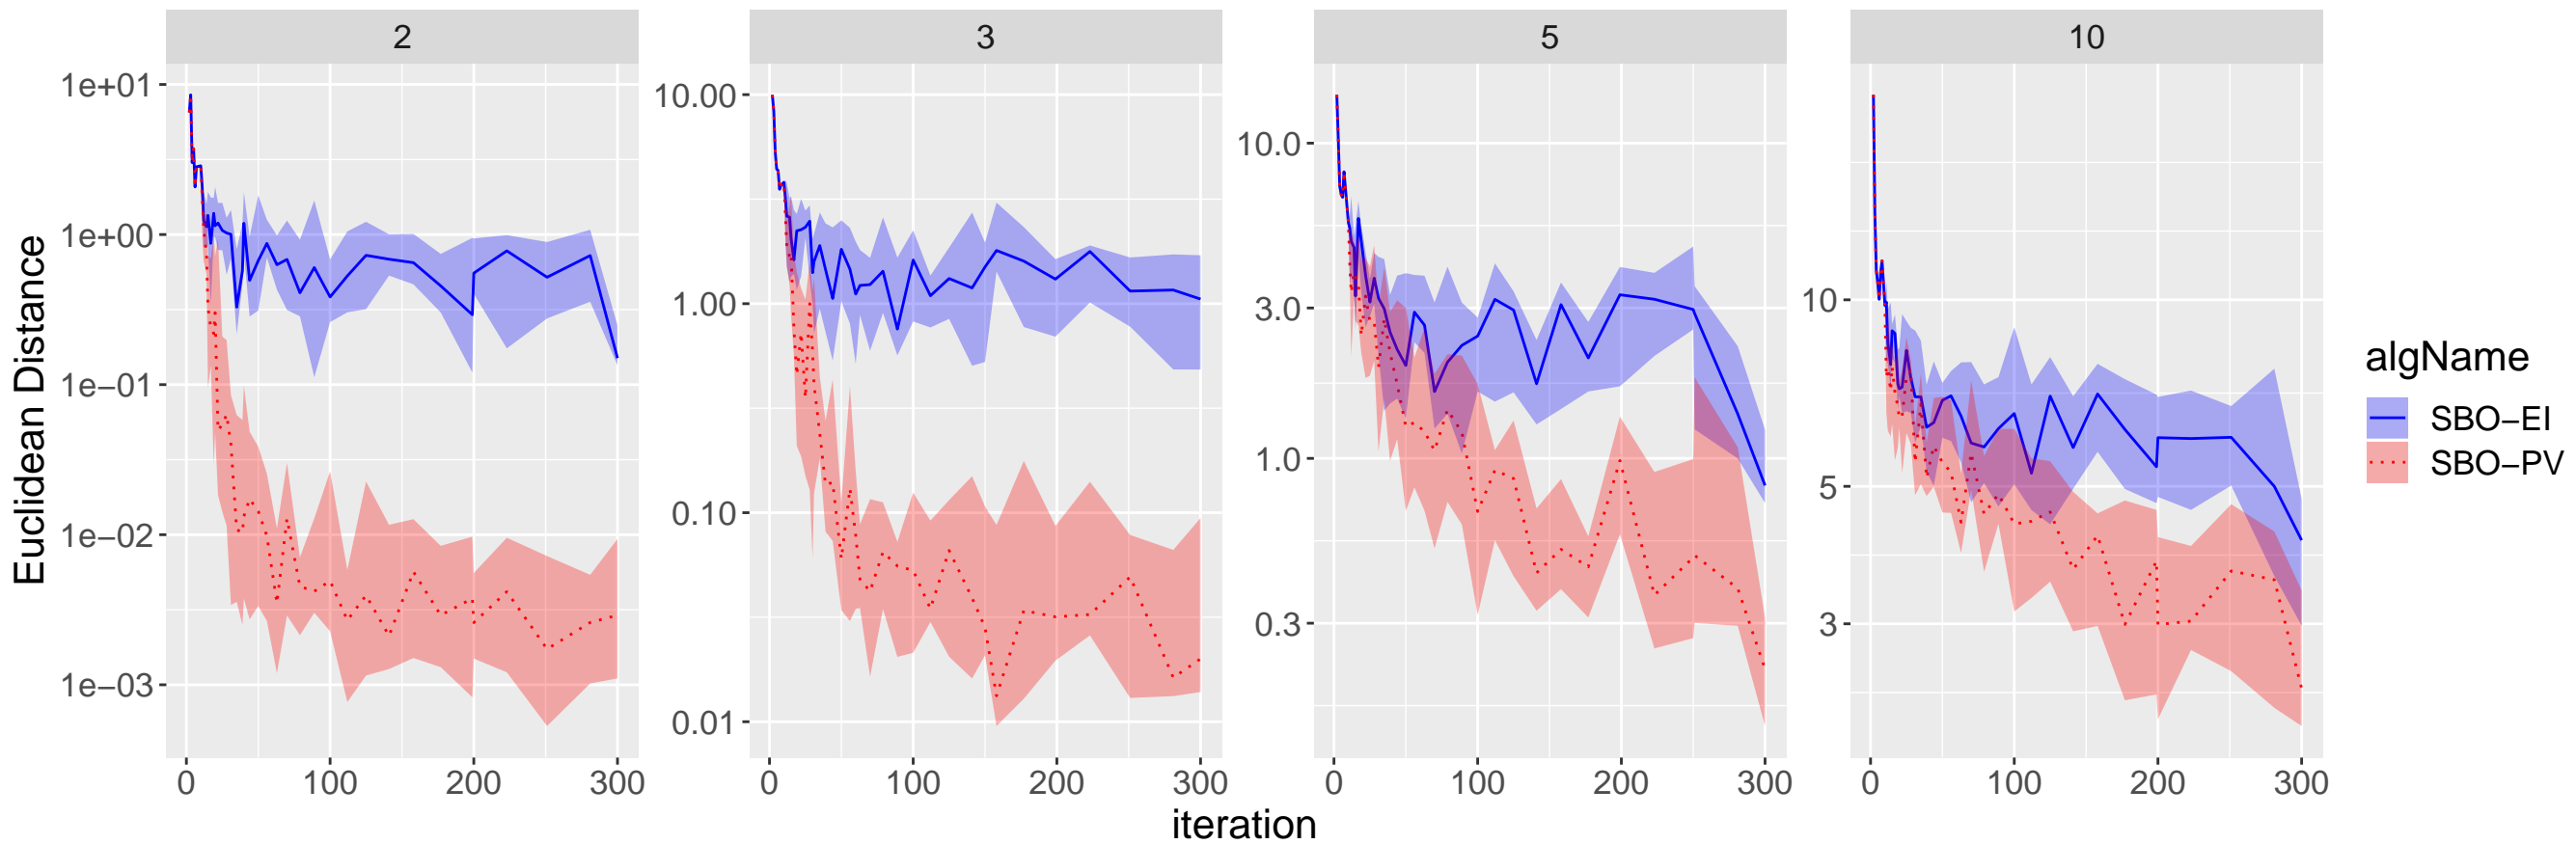 2
3
5
10
Euclidean Distance
1e+01
1e+00
1e−01
1e−02
1e−03
10.00
1.00
0.10
0.01
10.0
3.0
1.0
0.3
10
5
3
0 100 200 300
0 100 200 300
0 100 200 300
0 100 200 300
iteration
algName
SBO−EI
SBO−PV